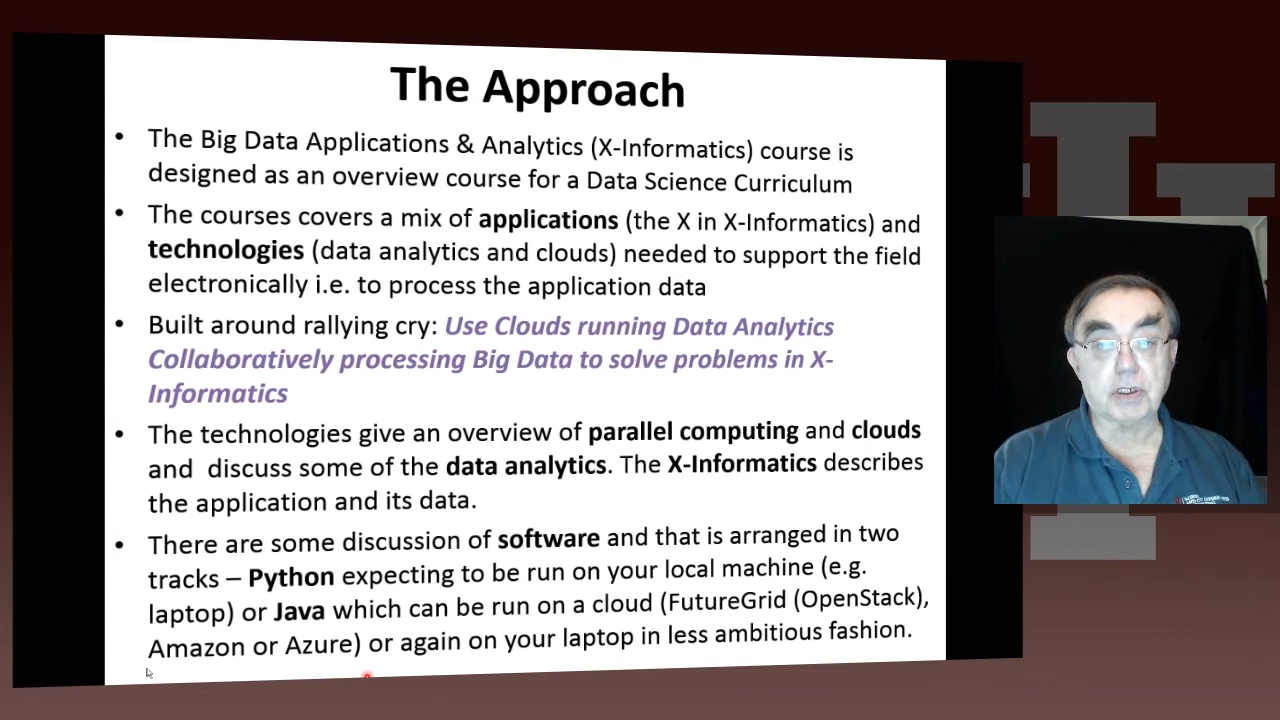 The Approach
• The Big Data Applications & Analytics (X-Informatics) course is
designed as an overview course for a Data Science Curriculum
• The courses covers a mix of applications (the X in X-Informatics) and
technologies (data analytics and clouds) needed to support the field
electronically i.e. to process the application data
• Built around rallying cry: Use Clouds running Data Analytics
Collaboratively processing Big Data to solve problems in X-
Informatics
• The technologies give an overview of parallel computing and clouds
and discuss some of the data analytics. The X-Informatics describes
the application and its data.
• There are some discussion of software and that is arranged in two
tracks – Python expecting to be run on your local machine (e.g.
laptop) or Java which can be run on a cloud (FutureGrid (OpenStack),
Amazon or Azure) or again on your laptop in less ambitious fashion.